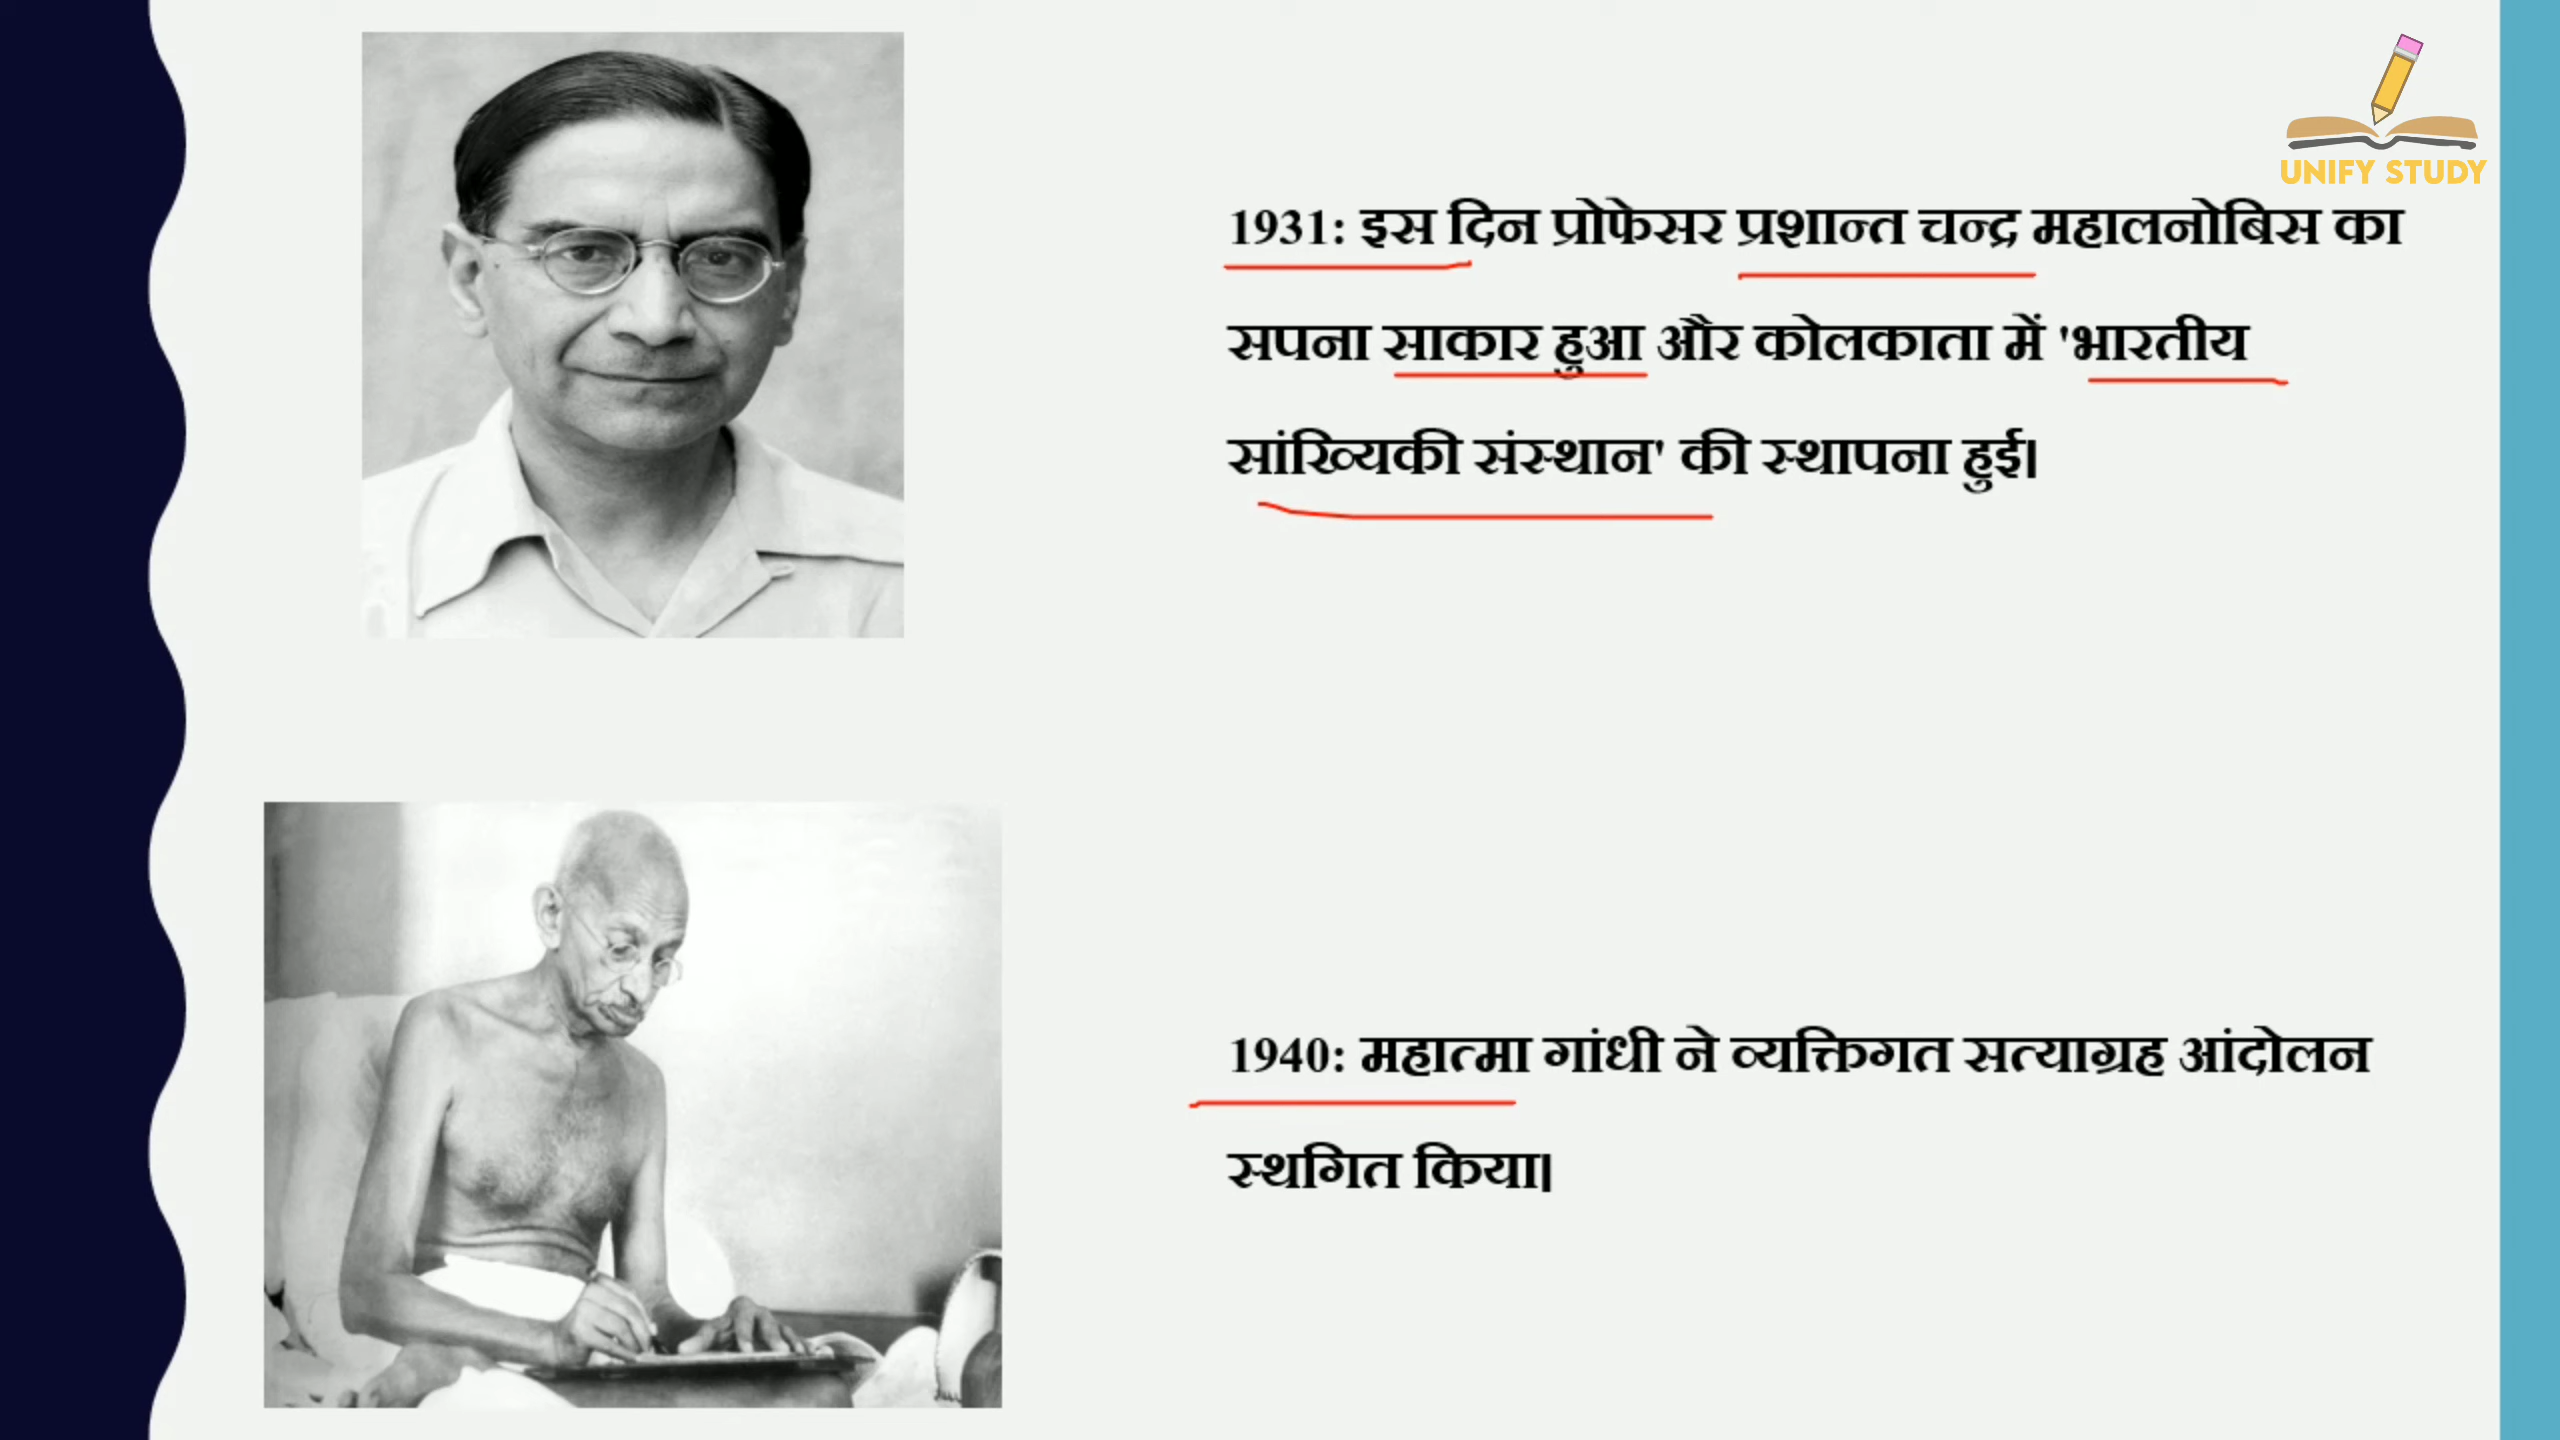 UNIFY STUDY
1931: इस दिन प्रोफेसर प्रशान्त चन्द्र महालनोबिस का
सपना साकार हुआ और कोलकाता में 'भारतीय
सांख्यिकी संस्थान' की स्थापना हुई।
1940: महात्मा गांधी ने व्यक्तिगत सत्याग्रह आंदोलन
स्थगित किया।